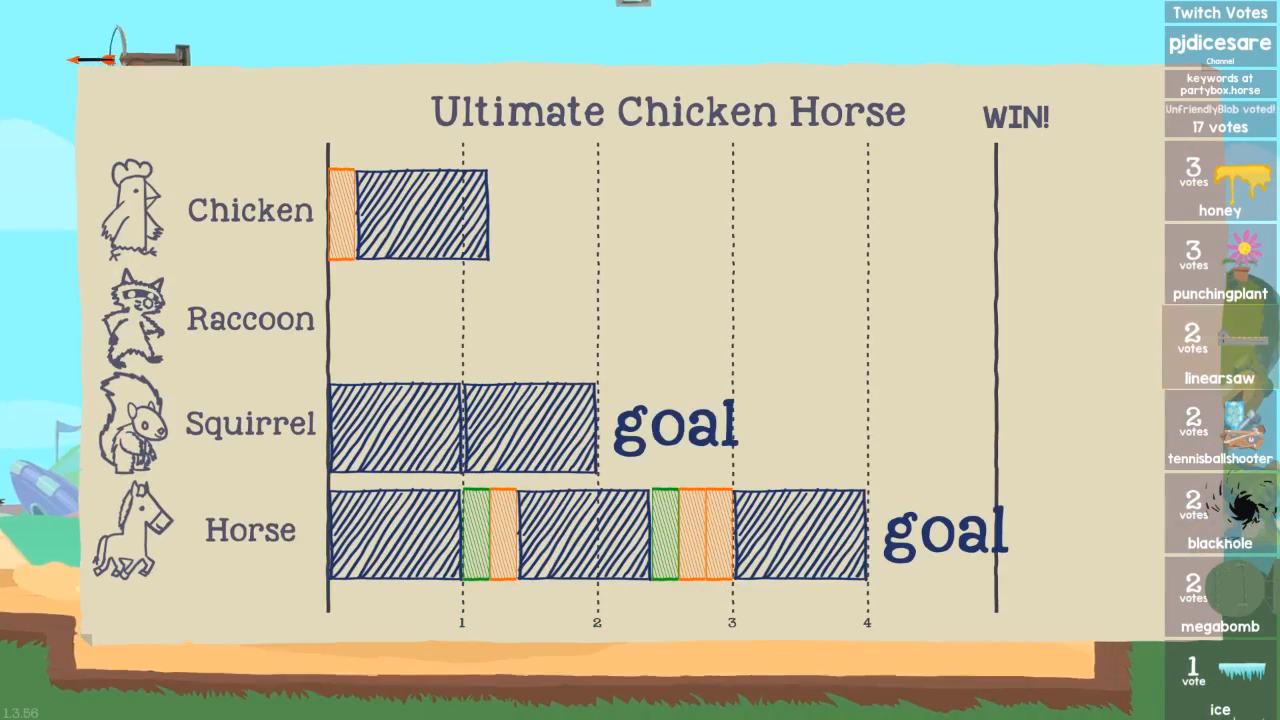 Ultimate Chicken Horse
WIN!
Chicken
Raccoon
Squirrel
goal
Horse
goal
1
2
3
4
1.3.56
Twitch Votes
pjdicesare
Channel
keywords at
partybox.horse
UnfriendlyBlob voted!
17 votes
3
votes
honey
3
votes
punchingplant
2
votes
linearsaw
2
votes
tennisballshooter
2
votes
blackhole
2
votes
megabomb
1
vote
ice